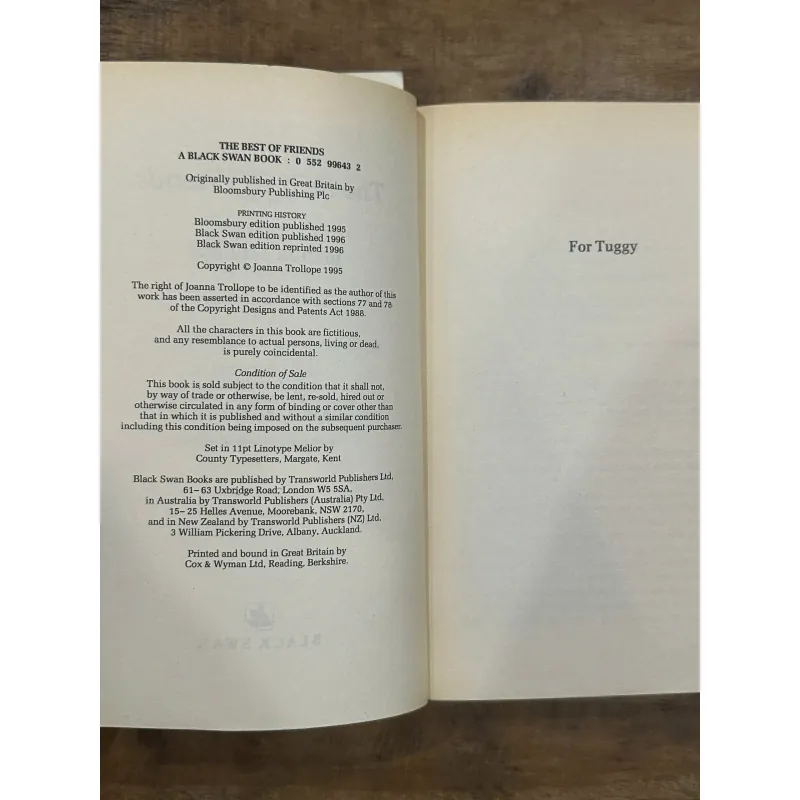 THE BEST OF FRIENDS
A BLACK SWAN BOOK : 0 552 99643 2
Originally published in Great Britain by
Bloomsbury Publishing Plc
PRINTING HISTORY
Bloomsbury edition published 1995
Black Swan edition published 1996
Black Swan edition reprinted 1996
Copyright © Joanna Trollope 1995
The right of Joanna Trollope to be identified as the author of this
work has been asserted in accordance with sections 77 and 78
of the Copyright Designs and Patents Act 1988.
All the characters in this book are fictitious,
and any resemblance to actual persons, living or dead,
is purely coincidental.
Condition of Sale
This book is sold subject to the condition that it shall not,
by way of trade or otherwise, be lent, re-sold, hired out or
otherwise circulated in any form of binding or cover other than
that in which it is published and without a similar condition
including this condition being imposed on the subsequent purchaser.
Set in 11pt Linotype Melior by
County Typesetters, Margate, Kent
Black Swan Books are published by Transworld Publishers Ltd,
61–63 Uxbridge Road, London W5 5SA,
in Australia by Transworld Publishers (Australia) Pty Ltd,
15–25 Helles Avenue, Moorebank, NSW 2170,
and in New Zealand by Transworld Publishers (NZ) Ltd,
3 William Pickering Drive, Albany, Auckland.
Printed and bound in Great Britain by
Cox & Wyman Ltd, Reading, Berkshire.
BLACK SWAN
For Tuggy